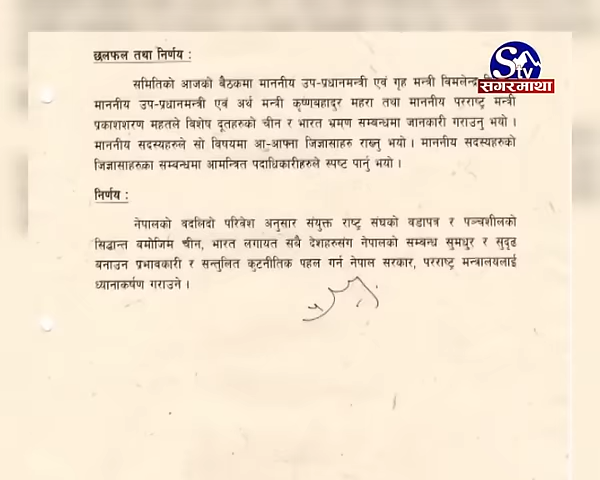 STV
सगरमाथा
छलफल तथा निर्णय :
समितिको आजको बैठकमा माननीय उप-प्रधानमन्त्री एवं गृह मन्त्री विमलेन्द्र
माननीय उप-प्रधानमन्त्री एवं अर्थ मन्त्री कृष्णबहादुर महरा तथा माननीय परराष्ट्र मन्त्री
प्रकाशशरण महतले विशेष दूतहरुको चीन र भारत भ्रमण सम्बन्धमा जानकारी गराउनु भयो ।
माननीय सदस्यहरुले सो विषयमा आ-आफ्ना जिज्ञासाहरु राख्नु भयो । माननीय सदस्यहरुको
जिज्ञासाहरुका सम्बन्धमा आमन्त्रित पदाधिकारीहरुले स्पष्ट पार्नु भयो ।
निर्णय :
नेपालको वदलिदो परिवेश अनुसार संयुक्त राष्ट्र संघको वडापत्र र पञ्चशीलको
सिद्धान्त बमोजिम चीन, भारत लगायत सबै देशहरुसंग नेपालको सम्बन्ध सुमधुर र सुदृढ
बनाउन प्रभावकारी र सन्तुलित कुटनीतिक पहल गर्न नेपाल सरकार, परराष्ट्र मन्त्रालयलाई
ध्यानाकर्षण गराउने ।